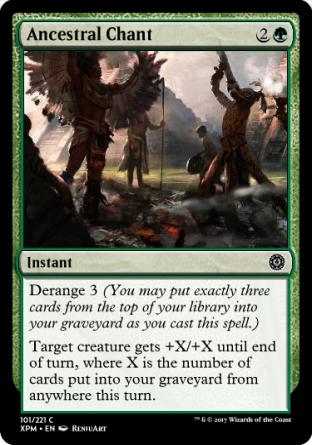 Ancestral Chant 2
Instant
Derange 3 (You may put exactly three
cards from the top of your library into
your graveyard as you cast this spell.)
Target creature gets +X/+X until end
of turn, where X is the number of
cards put into your graveyard from
anywhere this turn.
101/221 C
XPM • EN RENIUART
™ & © 2017 Wizards of the Coast